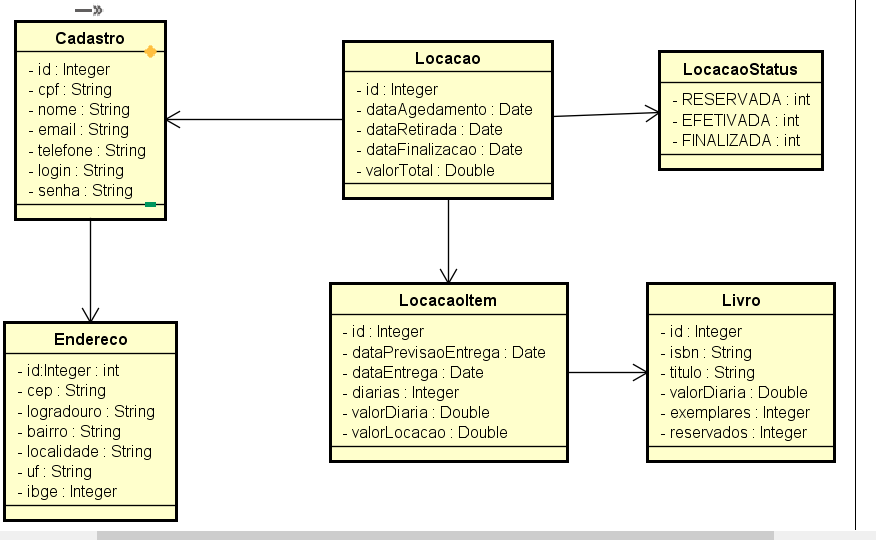 Cadastro
- id : Integer
- cpf : String
- nome : String
- email : String
- telefone : String
- login : String
- senha : String
Locacao
- id : Integer
- dataAgedamento : Date
- dataRetirada : Date
- dataFinalizacao : Date
- valorTotal : Double
LocacaoStatus
- RESERVADA : int
- EFETIVADA : int
- FINALIZADA : int
Endereco
- id:Integer : int
- cep : String
- logradouro : String
- bairro : String
- localidade : String
- uf : String
- ibge : Integer
LocacaoItem
- id : Integer
- dataPrevisaoEntrega : Date
- dataEntrega : Date
- diarias : Integer
- valorDiaria : Double
- valorLocacao : Double
Livro
- id : Integer
- isbn : String
- titulo : String
- valorDiaria : Double
- exemplares : Integer
- reservados : Integer